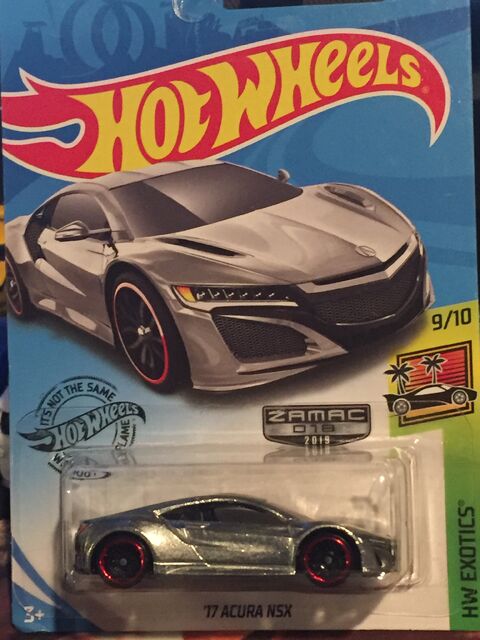 HOT WHEELS
9/10
IT'S NOT THE SAME
HOT WHEELS
FLAME
ZAMAC
018
2019
HW EXOTICS
3+
'17 ACURA NSX